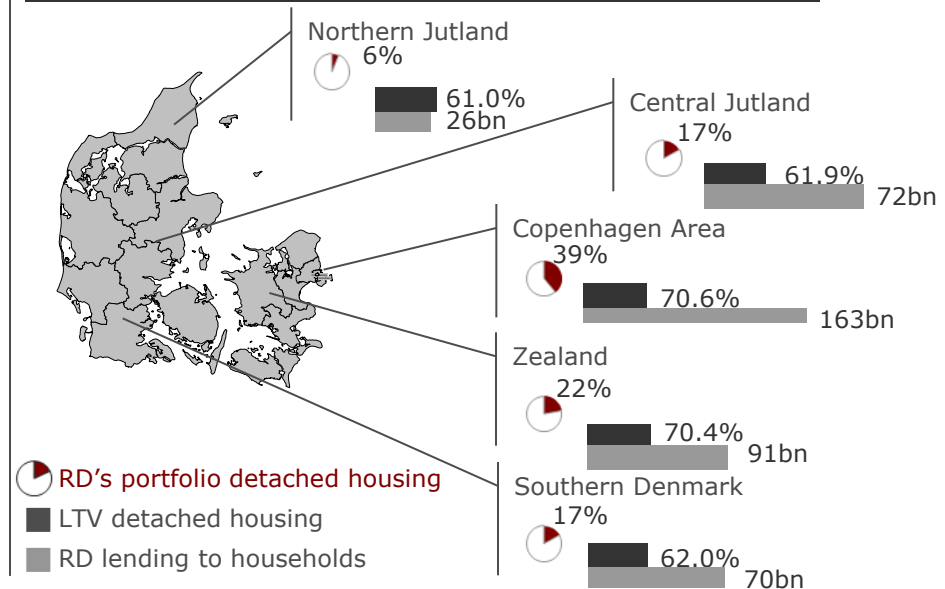 Northern Jutland
6%
61.0%
26bn
Central Jutland
17%
61.9%
72bn
Copenhagen Area
39%
70.6%
163bn
Zealand
22%
70.4%
91bn
Southern Denmark
17%
62.0%
70bn
RD’s portfolio detached housing
LTV detached housing
RD lending to households